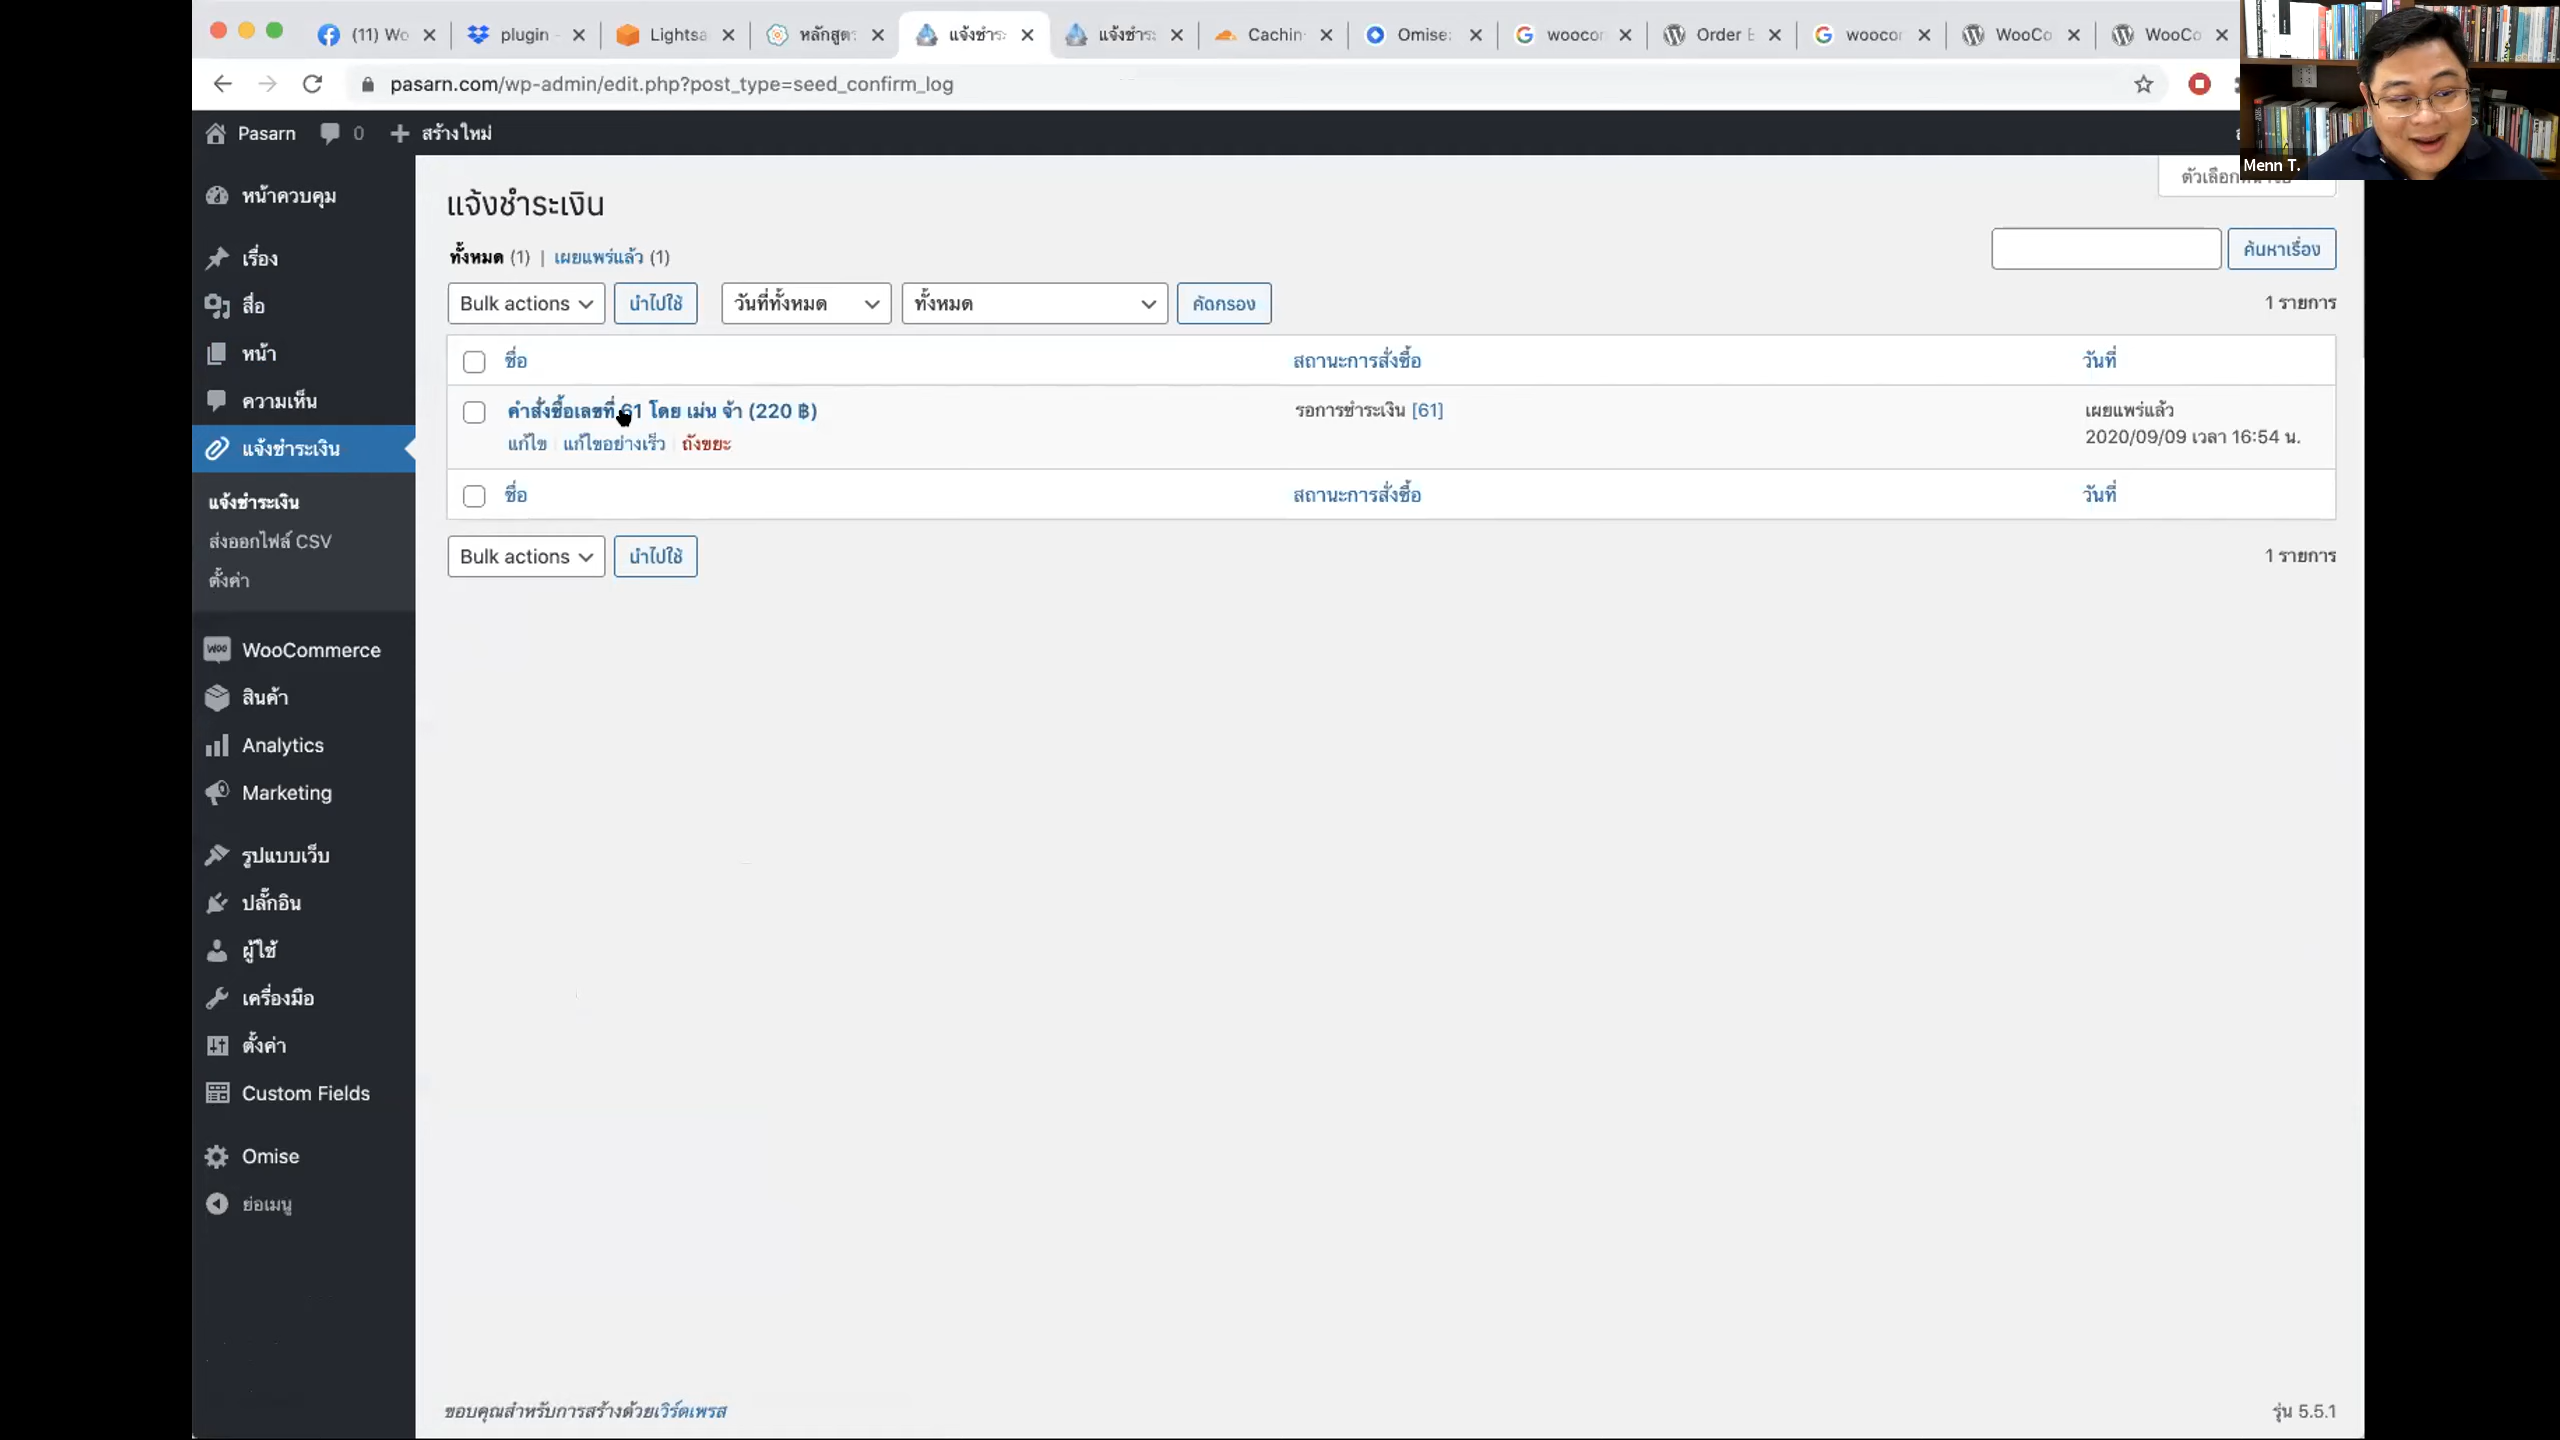 (11) Wo
plugin
Lightsa
หลักสูตร
แจ้งชำระ
แจ้งชำระ
Cachin
Omise:
woocor
Order E
woocor
WooCo
WooCo
pasarn.com/wp-admin/edit.php?post_type=seed_confirm_log
Pasarn 0 + สร้างใหม่
Menn T.
หน้าควบคุม
เรื่อง
สื่อ
หน้า
ความเห็น
แจ้งชำระเงิน
แจ้งชำระเงิน
ส่งออกไฟล์ CSV
ตั้งค่า
WooCommerce
สินค้า
Analytics
Marketing
รูปแบบเว็บ
ปลั๊กอิน
ผู้ใช้
เครื่องมือ
ตั้งค่า
Custom Fields
Omise
ย่อเมนู
แจ้งชำระเงิน
ทั้งหมด (1) | เผยแพร่แล้ว (1)
ค้นหาเรื่อง
Bulk actions นำไปใช้ วันที่ทั้งหมด ทั้งหมด คัดกรอง 1 รายการ
ชื่อ สถานะการสั่งซื้อ วันที่
คำสั่งซื้อเลขที่ 61 โดย เม่น จ้า (220 ฿) รอการชำระเงิน [61] เผยแพร่แล้ว
แก้ไข | แก้ไขอย่างเร็ว | ถังขยะ 2020/09/09 เวลา 16:54 น.
ชื่อ สถานะการสั่งซื้อ วันที่
Bulk actions นำไปใช้ 1 รายการ
ขอบคุณสำหรับการสร้างด้วยเวิร์ดเพรส รุ่น 5.5.1